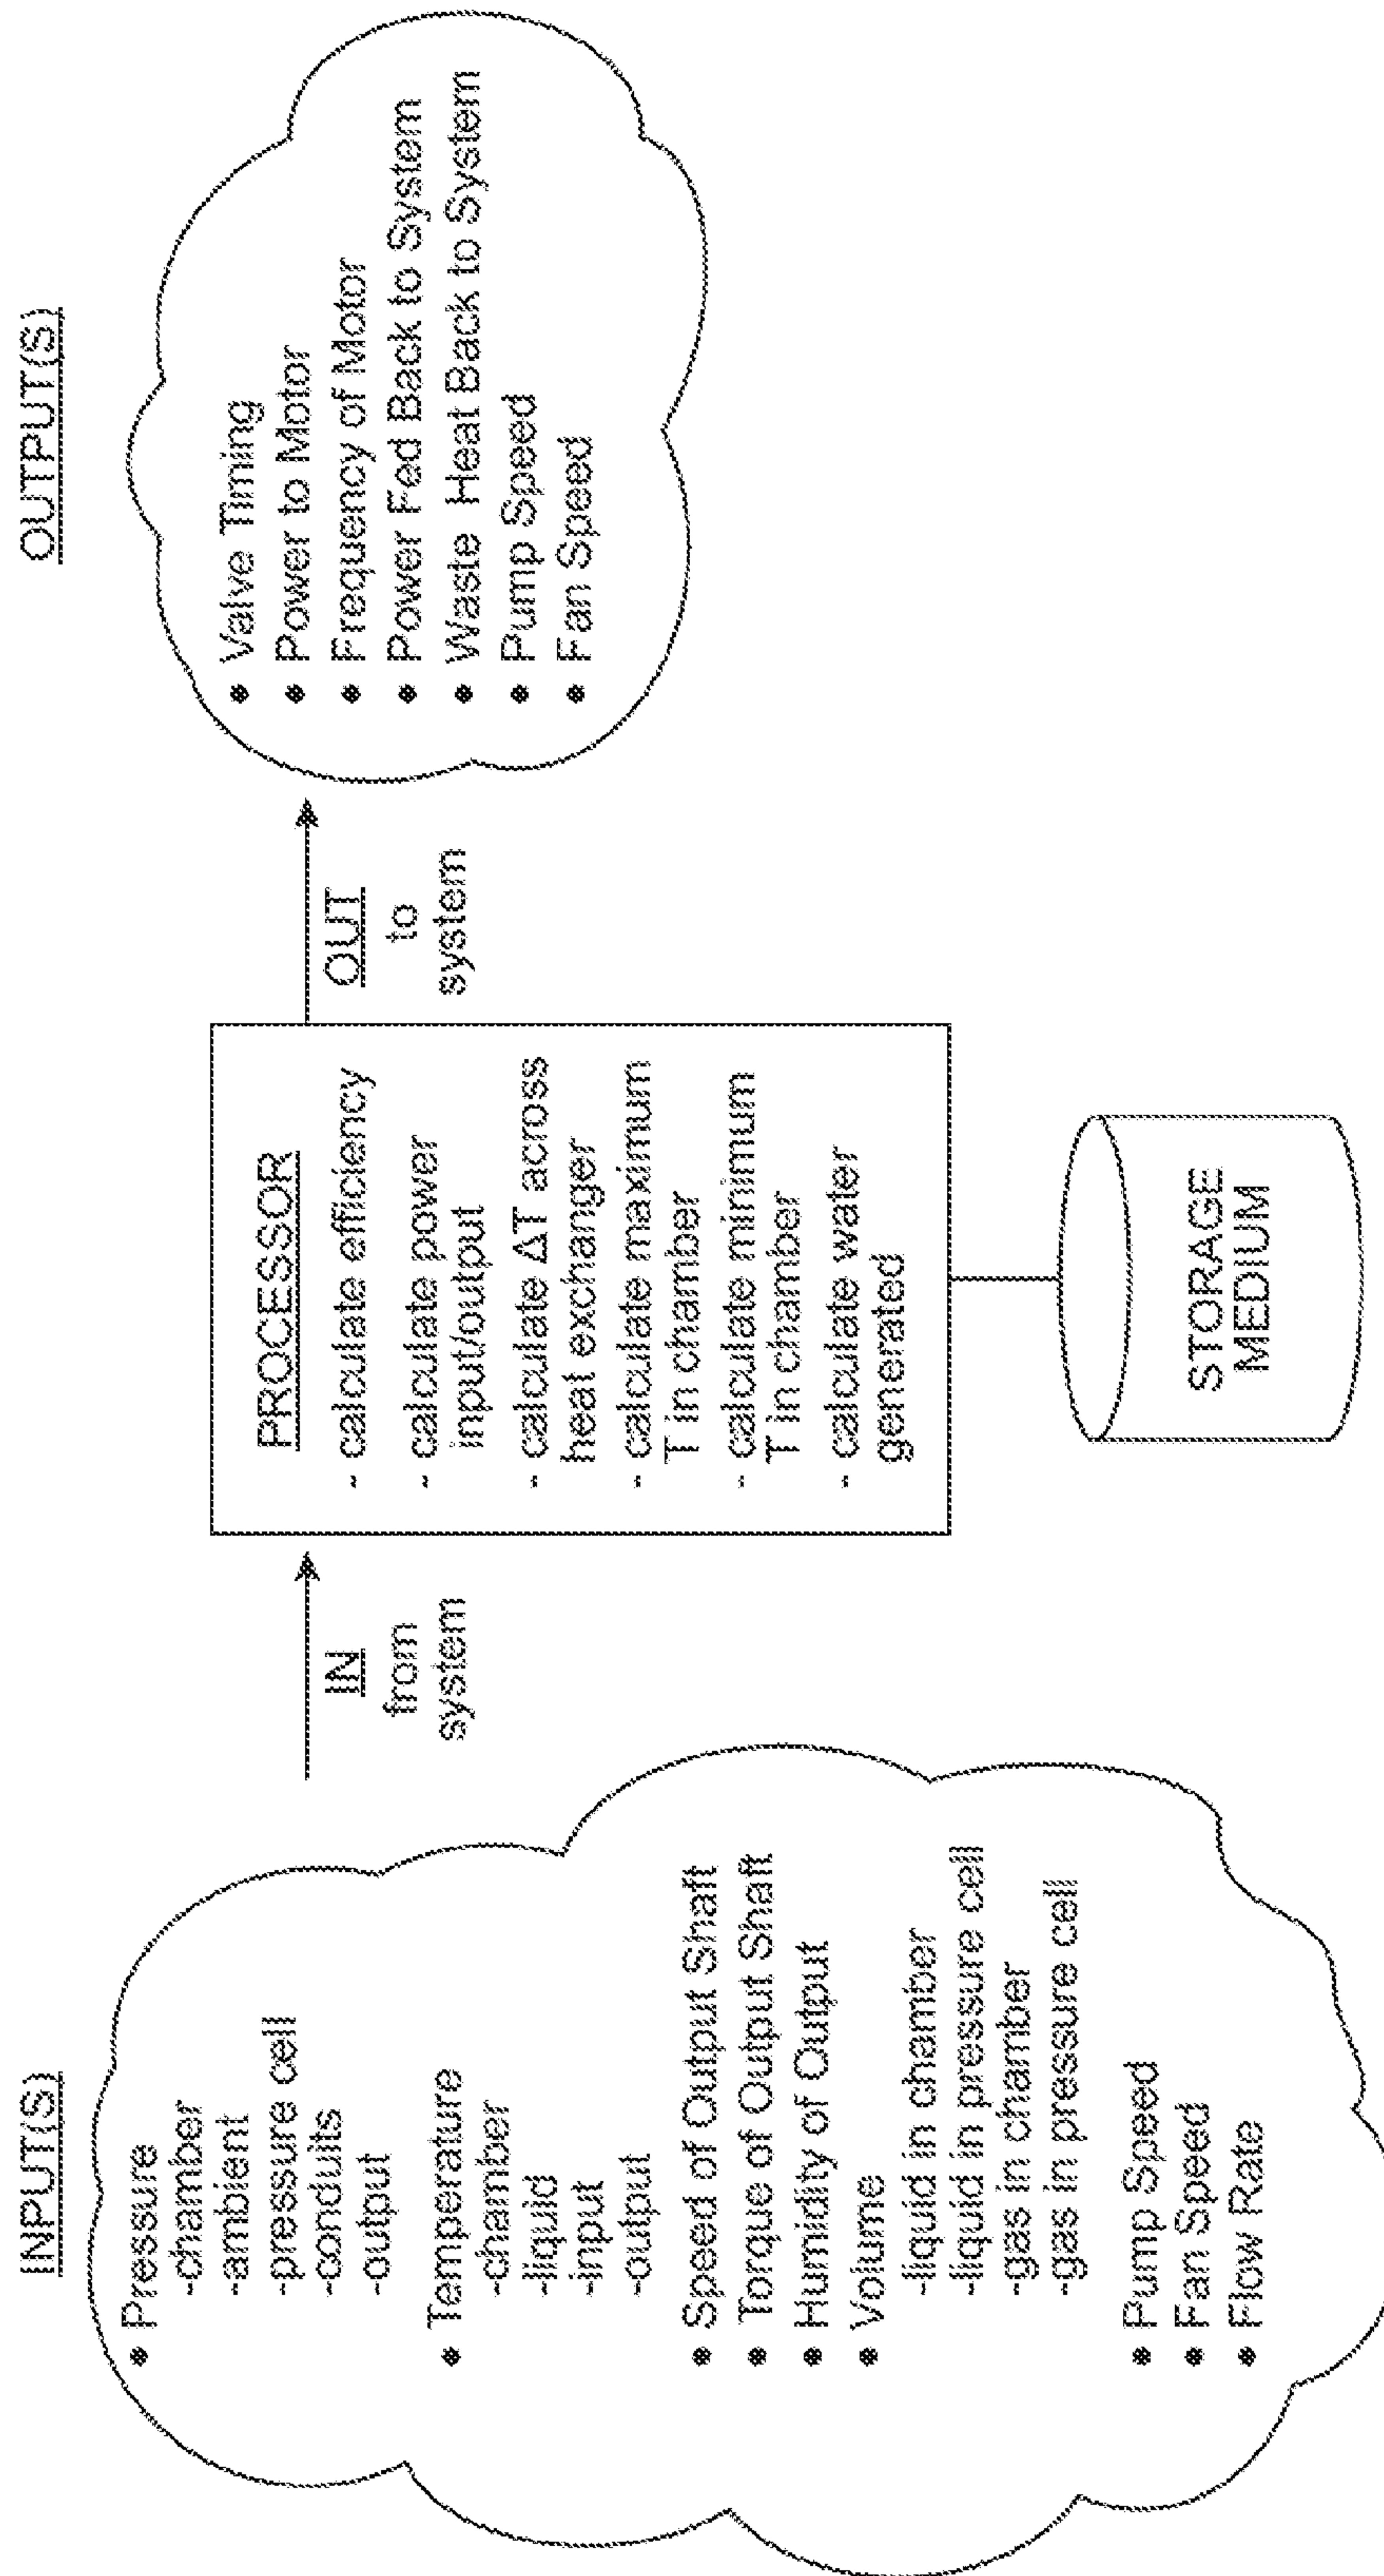 INPUT(S)
● Pressure
-chamber
-ambient
-pressure cell
-conduits
-output
● Temperature
-chamber
-liquid
-input
-output
● Speed of Output Shaft
● Torque of Output Shaft
● Humidity of Output
● Volume
-liquid in chamber
-liquid in pressure cell
-gas in chamber
-gas in pressure cell
● Pump Speed
● Fan Speed
● Flow Rate
IN
from
system
PROCESSOR
- calculate efficiency
- calculate power
input/output
- calculate ΔT across
heat exchanger
- calculate maximum
T in chamber
- calculate minimum
T in chamber
- calculate water
generated
STORAGE
MEDIUM
OUT
to
system
OUTPUT(S)
● Valve Timing
● Power to Motor
● Frequency of Motor
● Power Fed Back to System
● Waste Heat Back to System
● Pump Speed
● Fan Speed